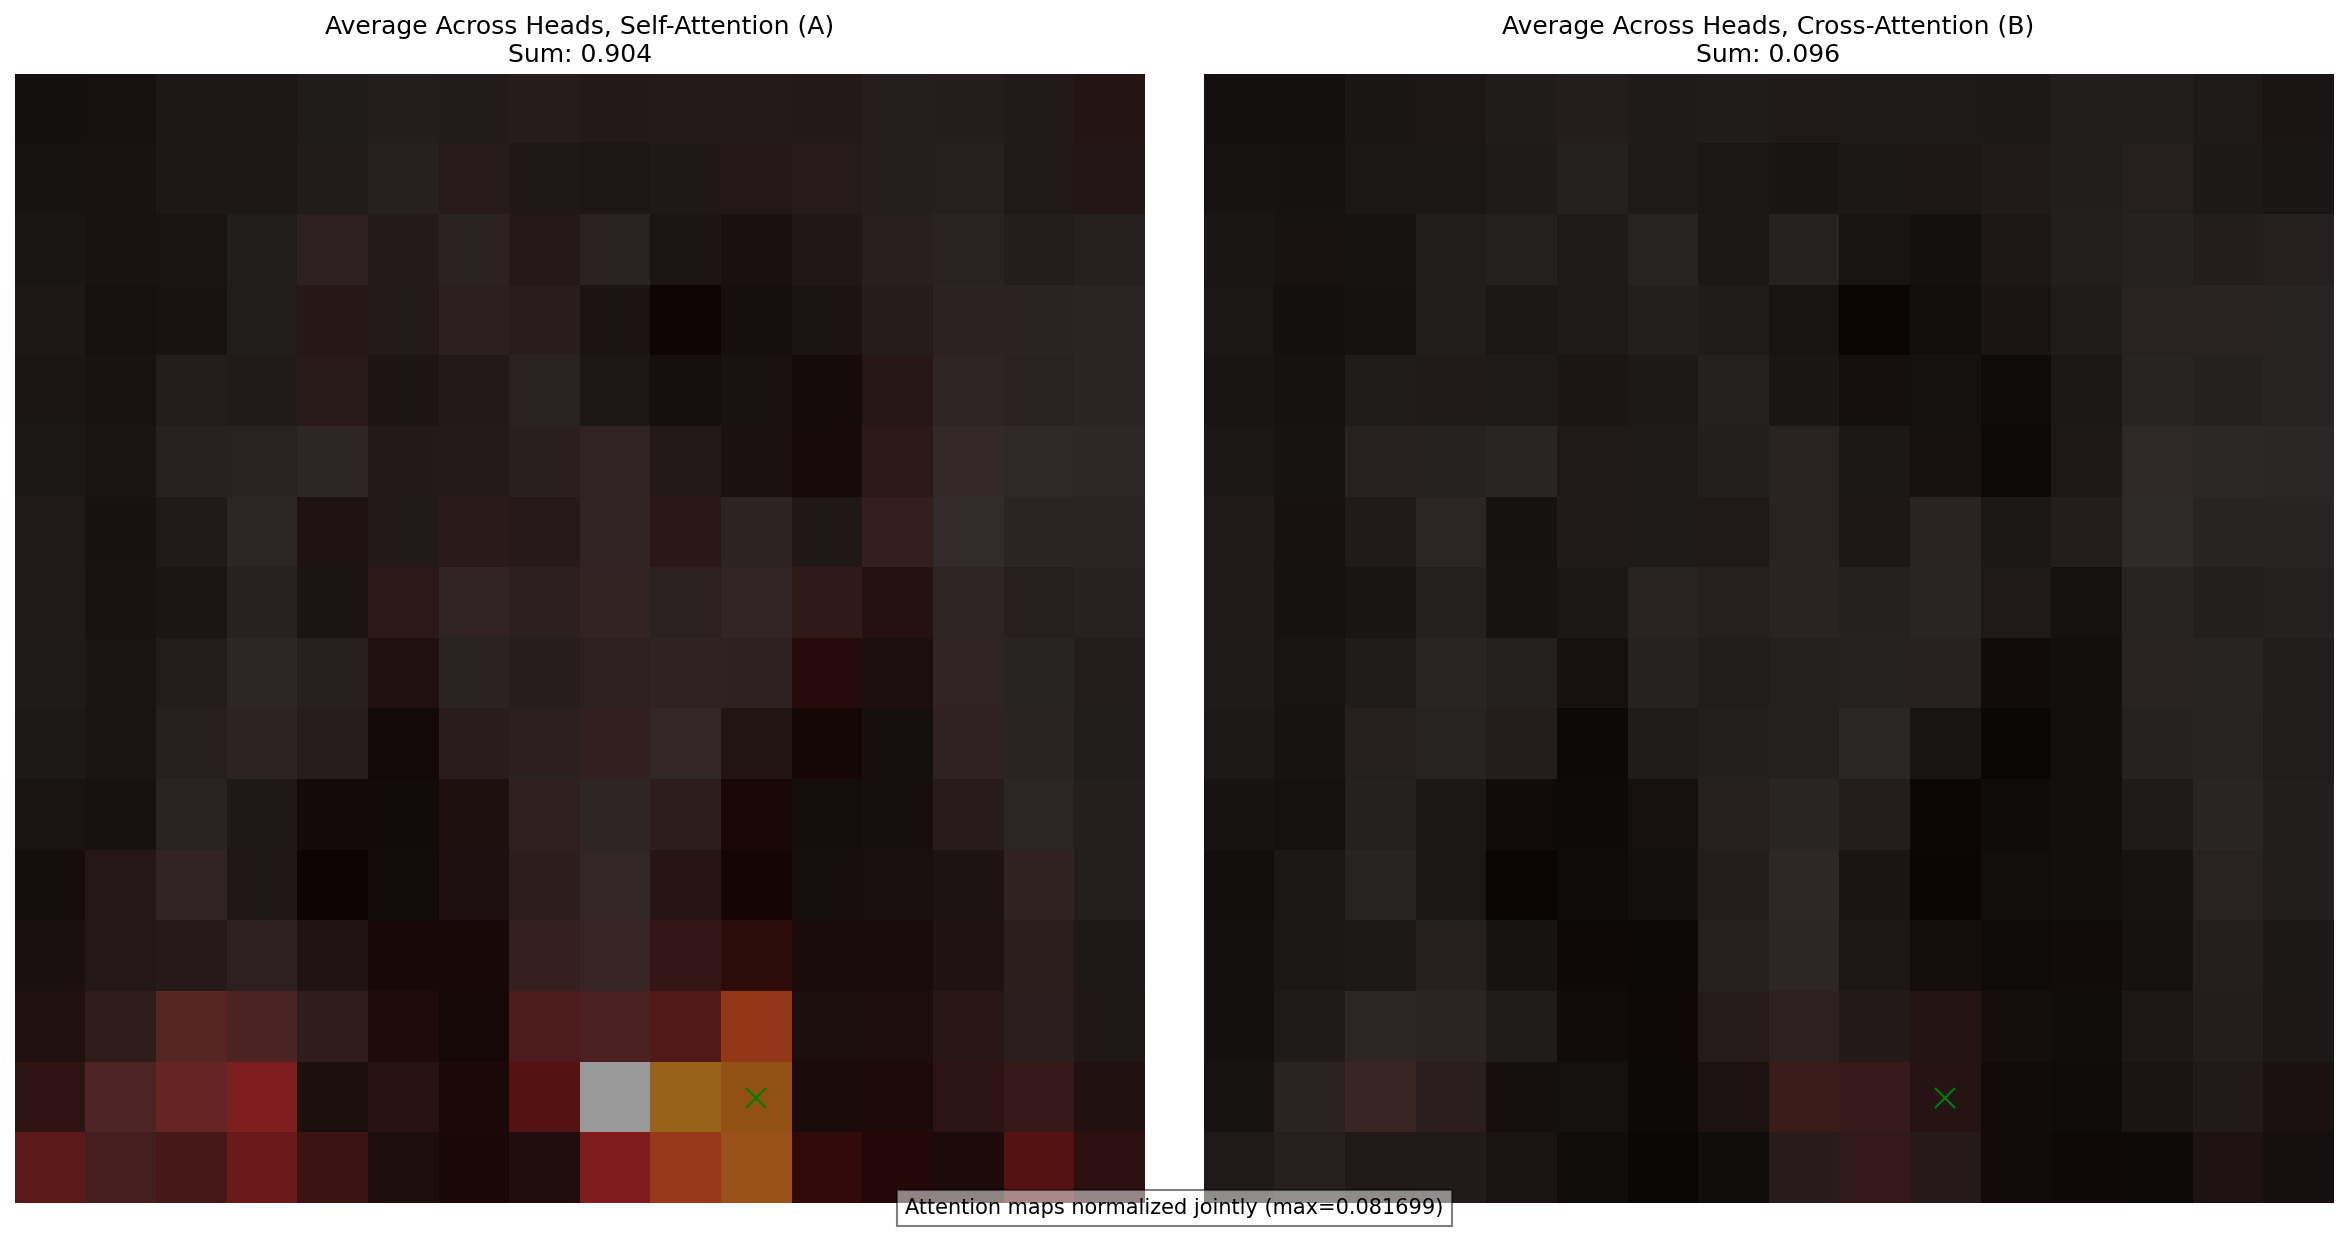 Average Across Heads, Self-Attention (A)
Sum: 0.904
Average Across Heads, Cross-Attention (B)
Sum: 0.096
Attention maps normalized jointly (max=0.081699)